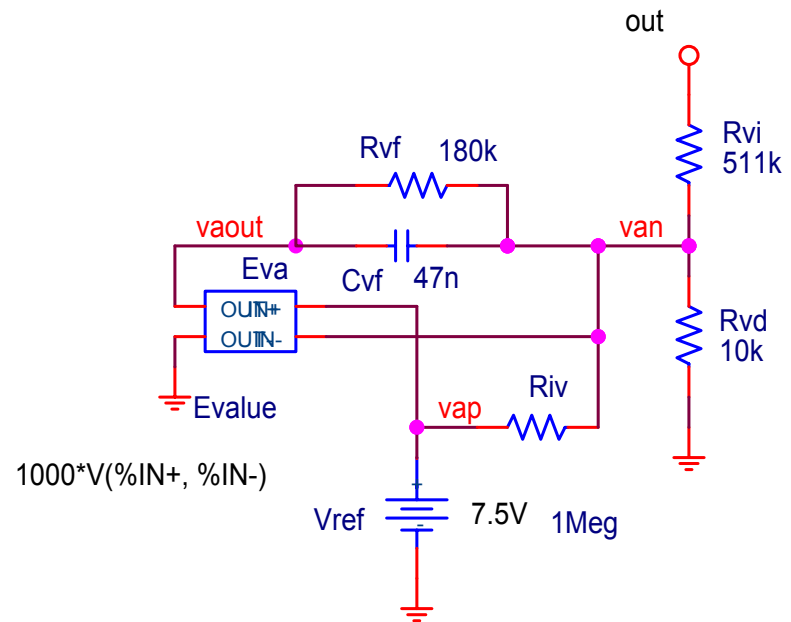 out
Rvf
180k
Rvi
511k
vaout
van
Eva
Cvf
47n
OUT+
IN+
OUT-
IN-
Rvd
10k
Evalue
vap
Riv
1000*V(%IN+, %IN-)
+
-
Vref
7.5V
1Meg